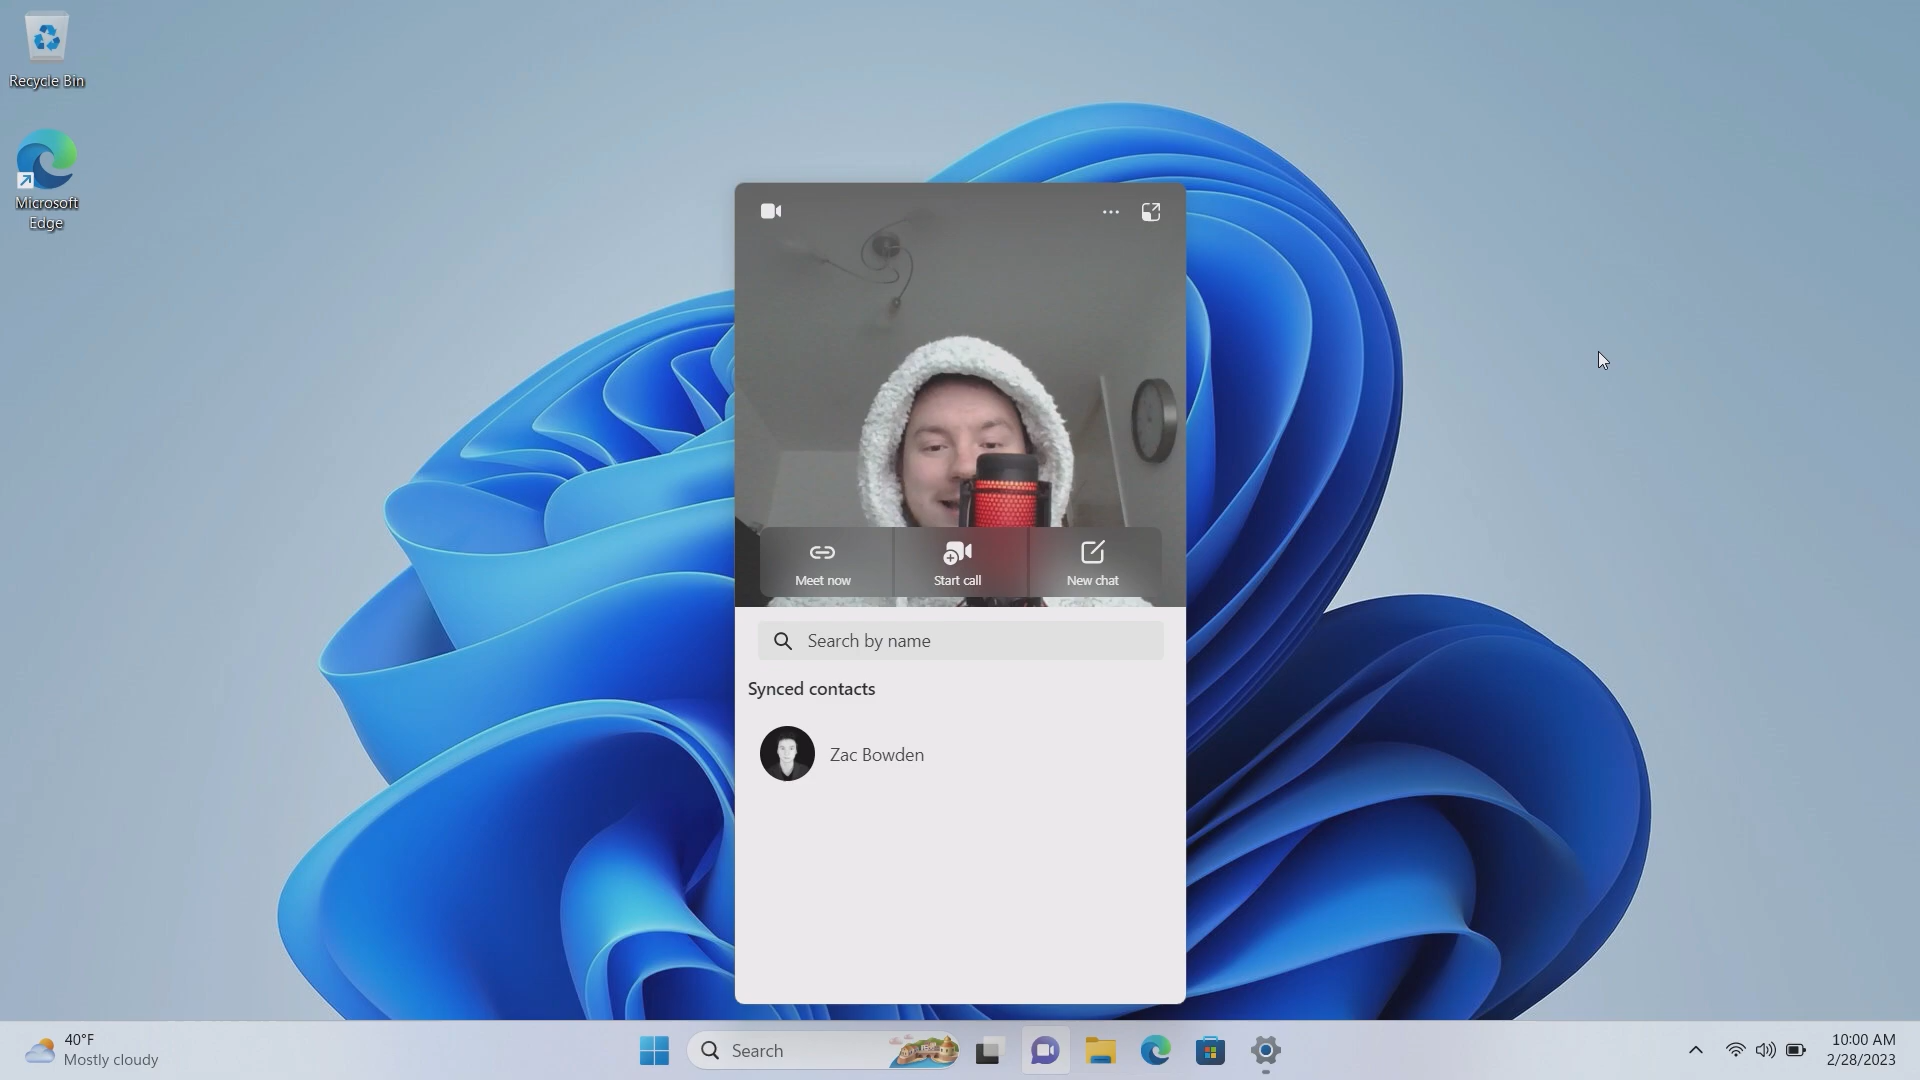 Recycle Bin
Microsoft
Edge
Meet now
Start call
New chat
Search by name
Synced contacts
Zac Bowden
40°F
Mostly cloudy
Search
10:00 AM
2/28/2023